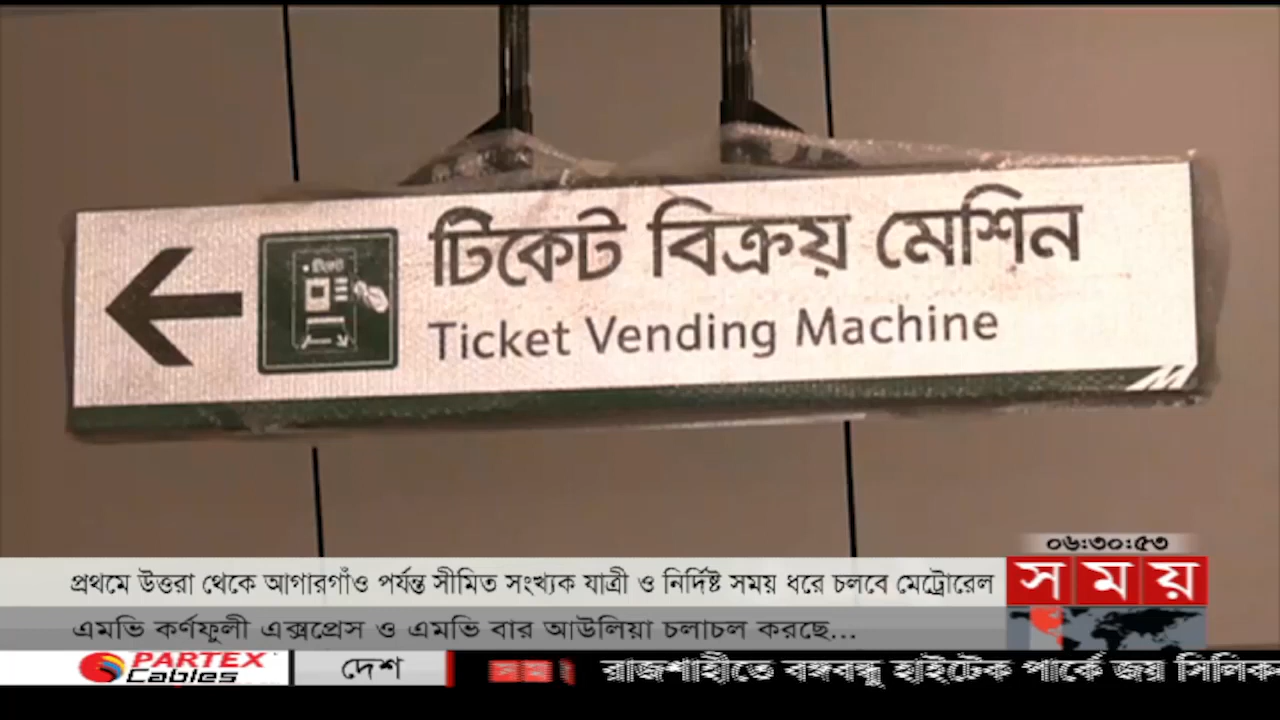 টিকেট বিক্রয় মেশিন
Ticket Vending Machine
০৬:৩০:৫৩
প্রথমে উত্তরা থেকে আগারগাঁও পর্যন্ত সীমিত সংখ্যক যাত্রী ও নির্দিষ্ট সময় ধরে চলবে মেট্রোরেল
সময়
এমভি কর্ণফুলী এক্সপ্রেস ও এমভি বার আউলিয়া চলাচল করছে...
PARTEX
Cables
দেশ
রাজশাহীতে বঙ্গবন্ধু হাইটেক পার্কে জয় সিলিক